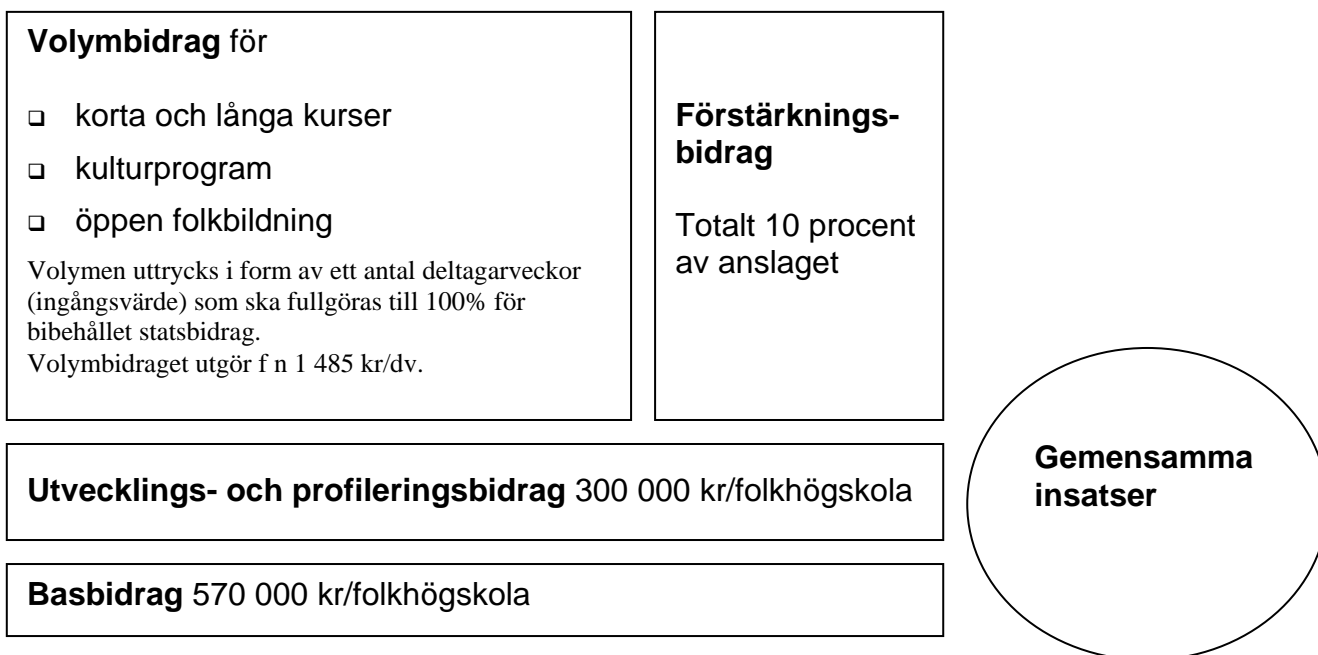 Volymbidrag för
❑ korta och långa kurser
❑ kulturprogram
❑ öppen folkbildning
Volymen uttrycks i form av ett antal deltagarveckor
(ingångsvärde) som ska fullgöras till 100% för
bibehållet statsbidrag.
Volymbidraget utgör f n 1 485 kr/dv.
Förstärknings-
bidrag
Totalt 10 procent
av anslaget
Utvecklings- och profileringsbidrag 300 000 kr/folkhögskola
Basbidrag 570 000 kr/folkhögskola
Gemensamma
insatser